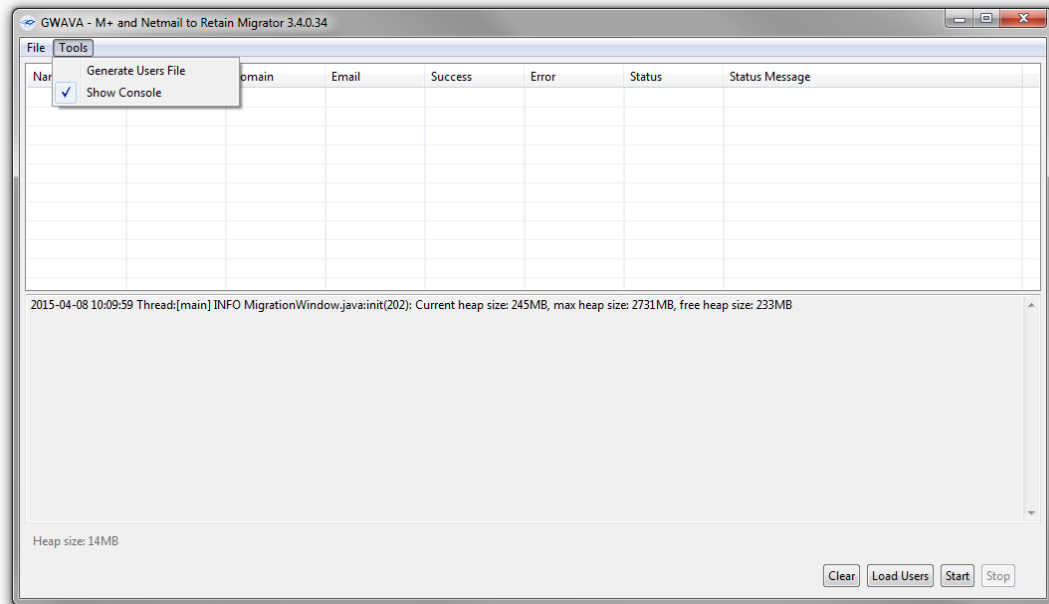 GWAVA - M+ and Netmail to Retain Migrator 3.4.0.34
File Tools
Generate Users File
Show Console
Nar omain Email Success Error Status Status Message
2015-04-08 10:09:59 Thread:[main] INFO MigrationWindow.java:init(202): Current heap size: 245MB, max heap size: 2731MB, free heap size: 233MB
Heap size: 14MB
Clear Load Users Start Stop